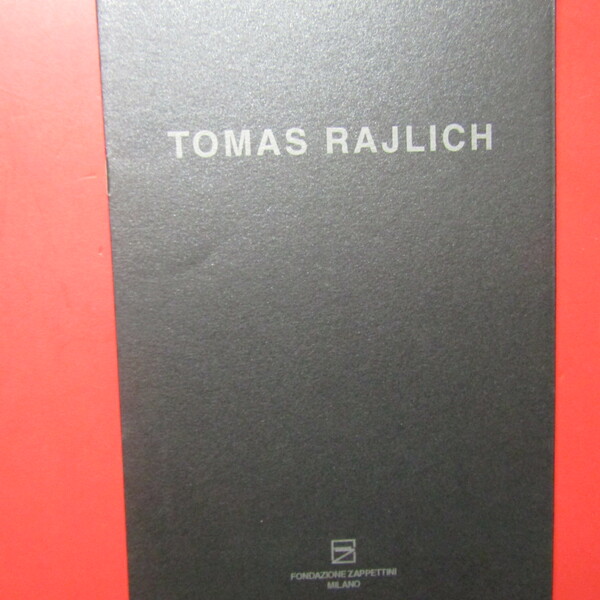 TOMAS RAJLICH
FONDAZIONE ZAPPETTINI
MILANO